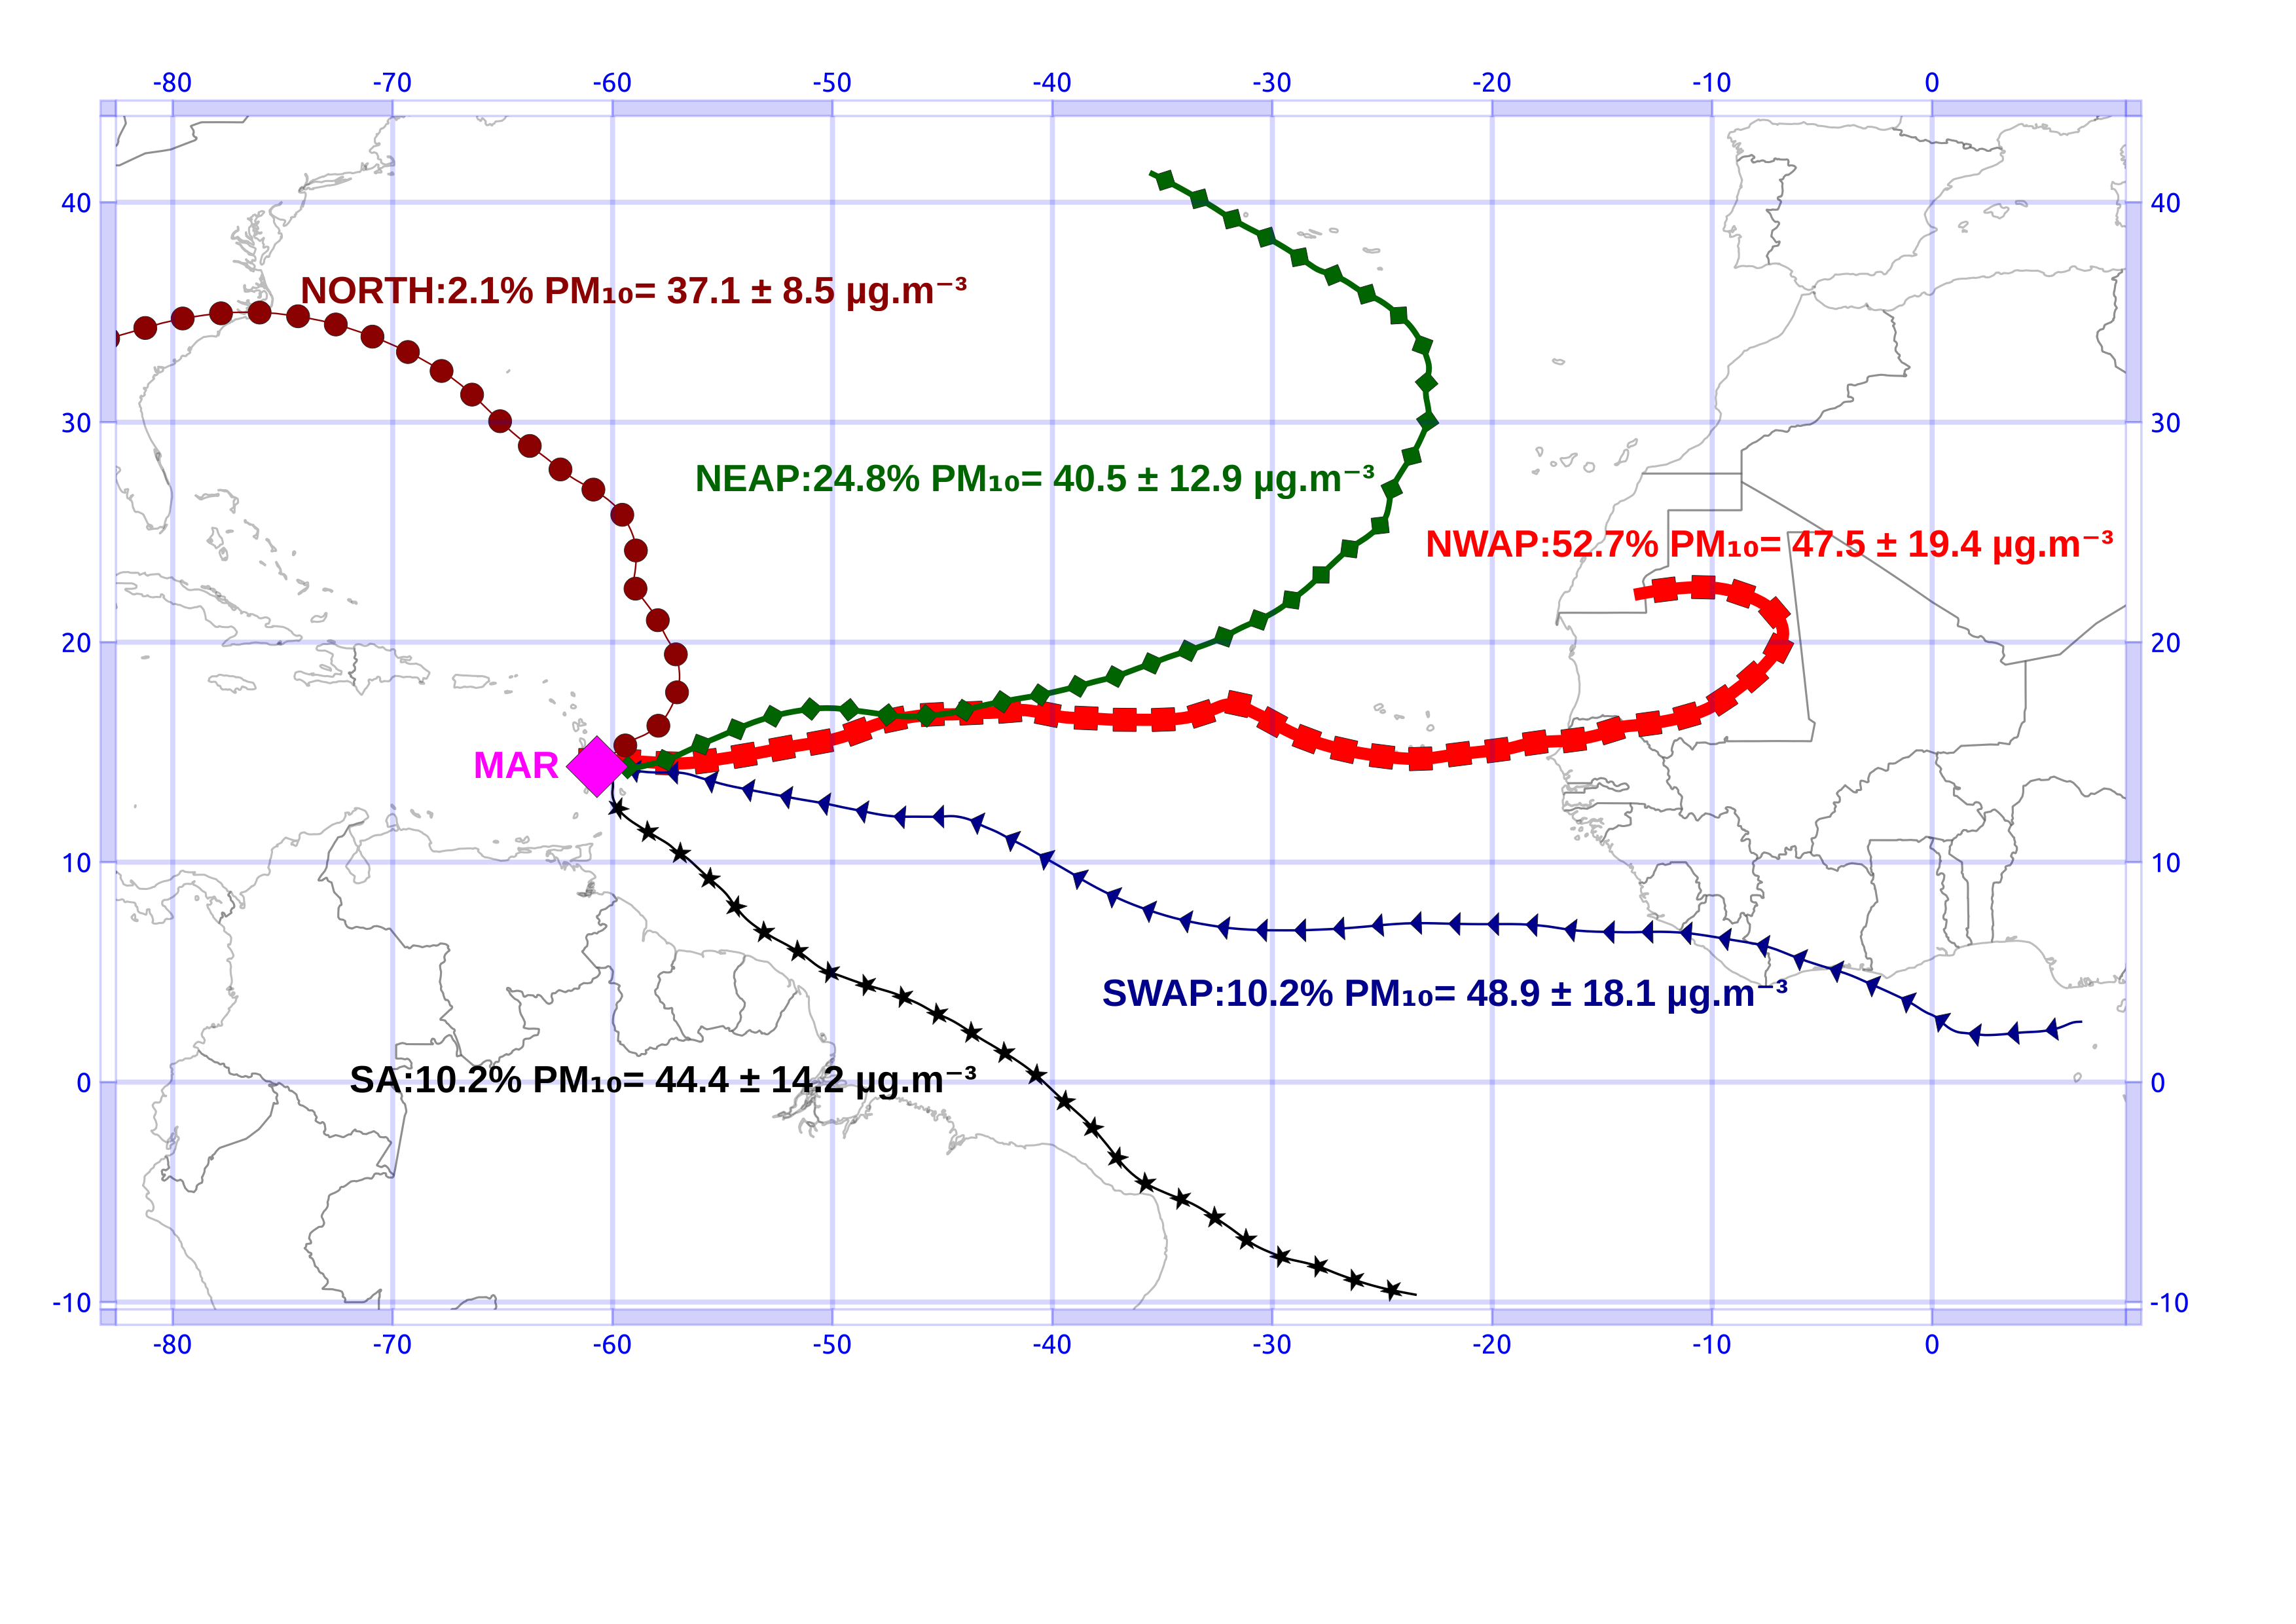 -80 -70 -60 -50 -40 -30 -20 -10 0
40 40
NORTH:2.1% PM₁₀= 37.1 ± 8.5 µg.m⁻³
30 30
NEAP:24.8% PM₁₀= 40.5 ± 12.9 µg.m⁻³
NWAP:52.7% PM₁₀= 47.5 ± 19.4 µg.m⁻³
20 20
MAR
10 10
SWAP:10.2% PM₁₀= 48.9 ± 18.1 µg.m⁻³
SA:10.2% PM₁₀= 44.4 ± 14.2 µg.m⁻³
0 0
-10 -10
-80 -70 -60 -50 -40 -30 -20 -10 0